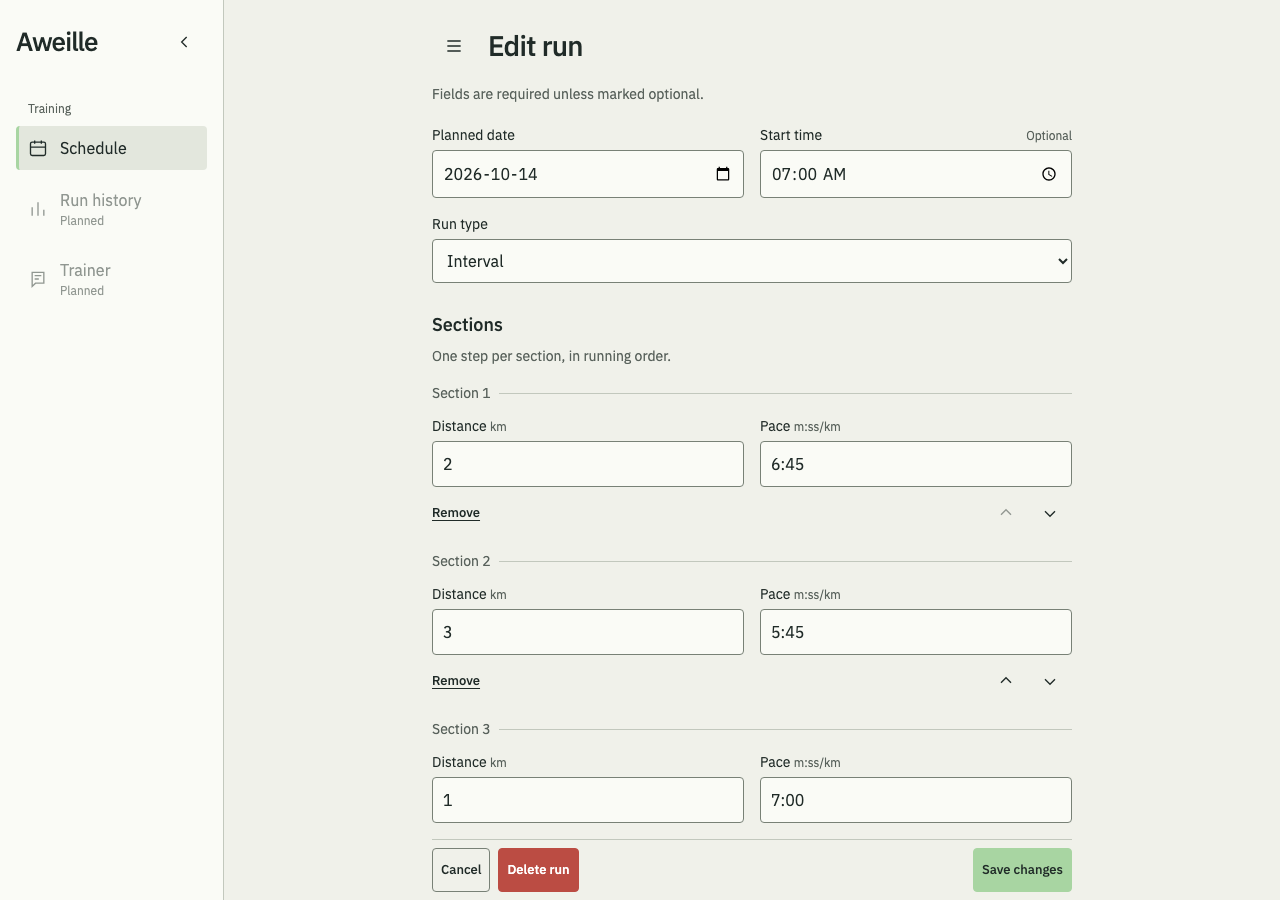 Aweille
Training
Schedule
Run history
Planned
Trainer
Planned
Edit run
Fields are required unless marked optional.
Planned date
Start time Optional
2026-10-14
07:00 AM
Run type
Interval
Sections
One step per section, in running order.
Section 1
Distance km
Pace m:ss/km
2
6:45
Remove
Section 2
Distance km
Pace m:ss/km
3
5:45
Remove
Section 3
Distance km
Pace m:ss/km
1
7:00
Cancel
Delete run
Save changes